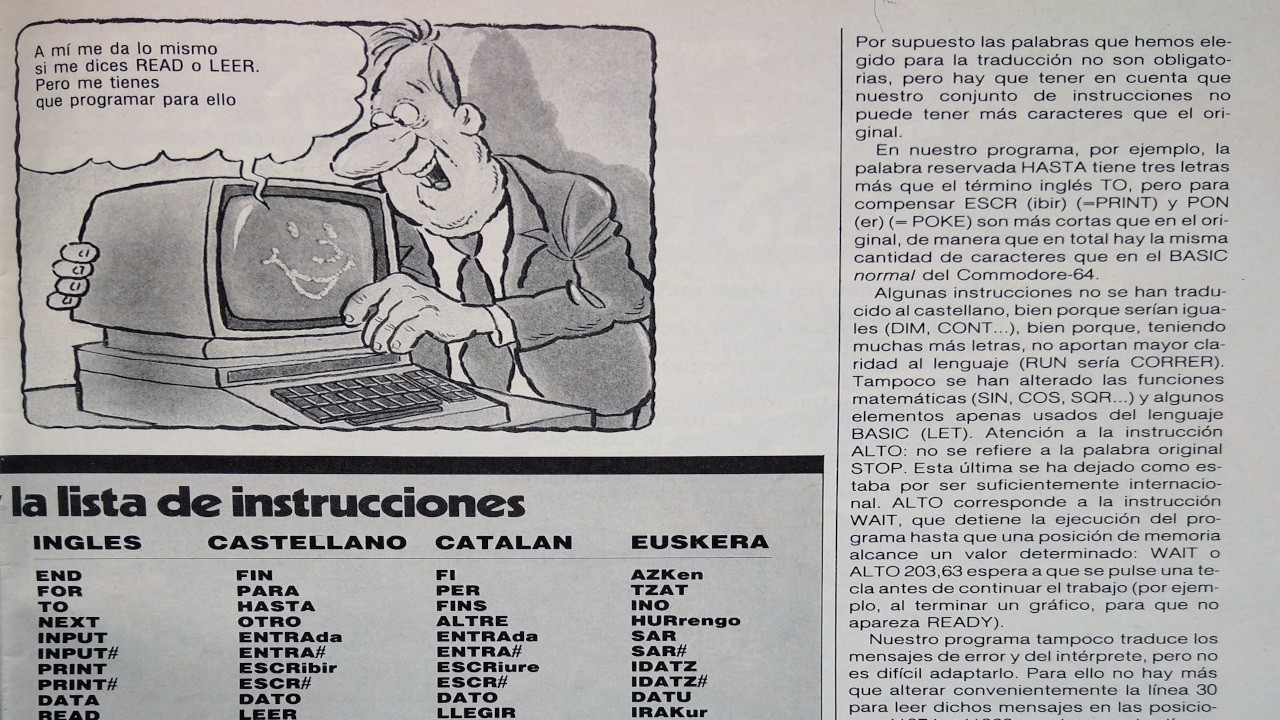 A mí me da lo mismo
si me dices READ o LEER.
Pero me tienes
que programar para ello
la lista de instrucciones
INGLES CASTELLANO CATALAN EUSKERA
END FIN FI AZKen
FOR PARA PER TZAT
TO HASTA FINS INO
NEXT OTRO ALTRE HURrengo
INPUT ENTRAda ENTRAda SAR
INPUT# ENTRA# ENTRA# SAR#
PRINT ESCRibir ESCRiure IDATZ
PRINT# ESCR# ESCR# IDATZ#
DATA DATO DATO DATU
READ LEER LLEGIR IRAKur
Por supuesto las palabras que hemos ele-
gido para la traducción no son obligato-
rias, pero hay que tener en cuenta que
nuestro conjunto de instrucciones no
puede tener más caracteres que el ori-
ginal.
En nuestro programa, por ejemplo, la
palabra reservada HASTA tiene tres letras
más que el término inglés TO, pero para
compensar ESCR (ibir) (=PRINT) y PON
(er) (= POKE) son más cortas que en el ori-
ginal, de manera que en total hay la misma
cantidad de caracteres que en el BASIC
normal del Commodore-64.
Algunas instrucciones no se han tradu-
cido al castellano, bien porque serían igua-
les (DIM, CONT...), bien porque, teniendo
muchas más letras, no aportan mayor cla-
ridad al lenguaje (RUN sería CORRER).
Tampoco se han alterado las funciones
matemáticas (SIN, COS, SQR...) y algunos
elementos apenas usados del lenguaje
BASIC (LET). Atención a la instrucción
ALTO: no se refiere a la palabra original
STOP. Esta última se ha dejado como es-
taba por ser suficientemente internacio-
nal. ALTO corresponde a la instrucción
WAIT, que detiene la ejecución del pro-
grama hasta que una posición de memoria
alcance un valor determinado: WAIT o
ALTO 203,63 espera a que se pulse una te-
cla antes de continuar el trabajo (por ejem-
plo, al terminar un gráfico, para que no
apareza READY).
Nuestro programa tampoco traduce los
mensajes de error y del intérprete, pero no
es difícil adaptarlo. Para ello no hay más
que alterar convenientemente la línea 30
para leer dichos mensajes en las posicio-